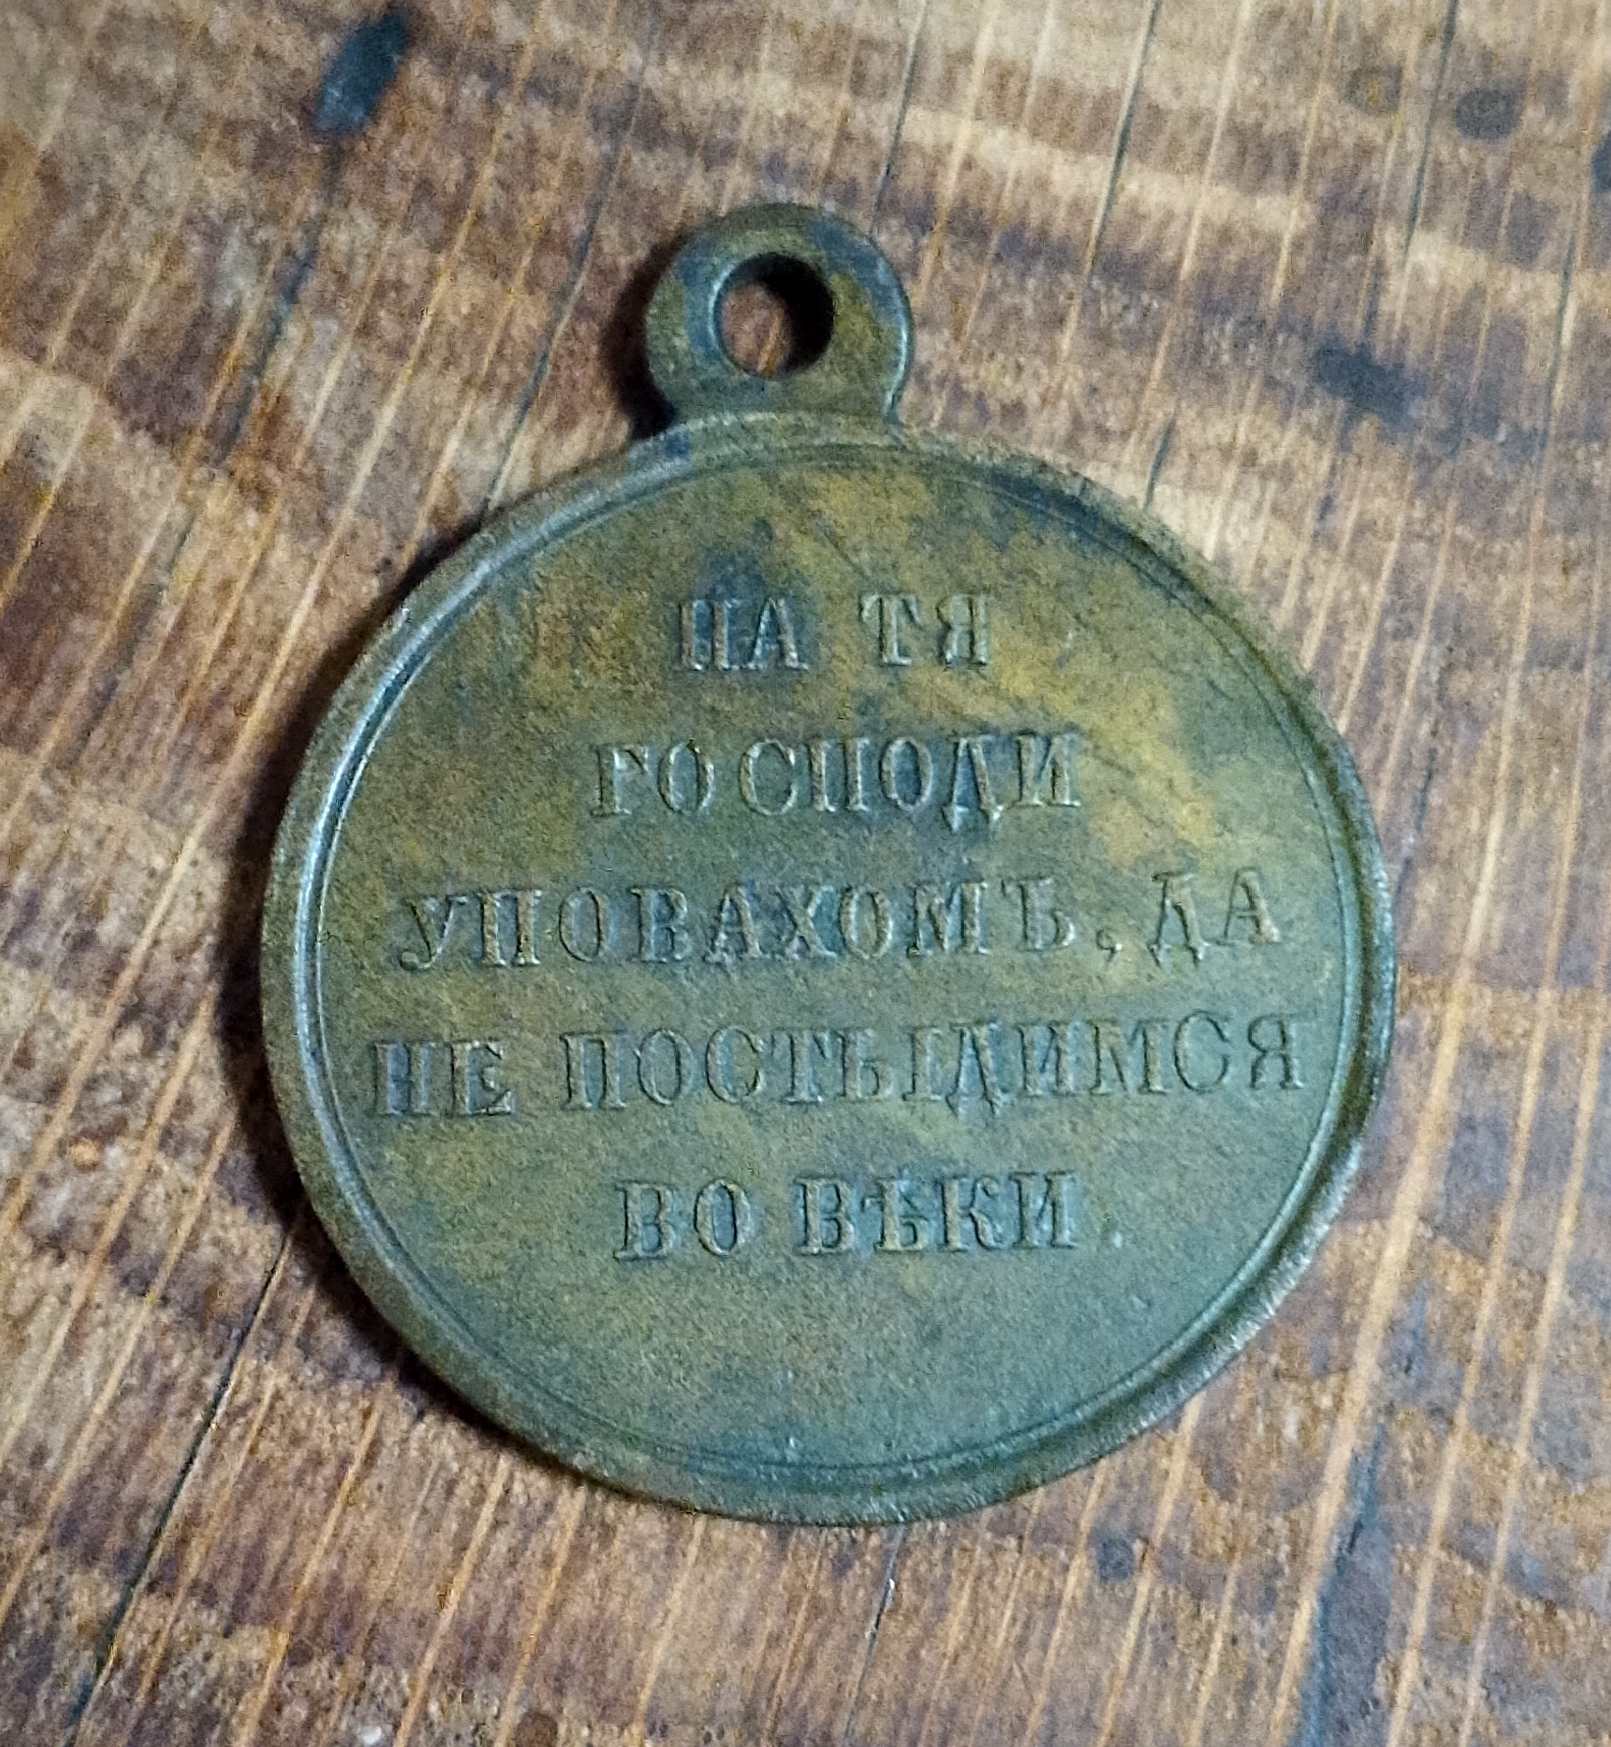 НА ТЯ
ГОСПОДИ
УПОВАХОМЪ, ДА
НЕ ПОСТЫДИМСЯ
ВО ВѢКИ.